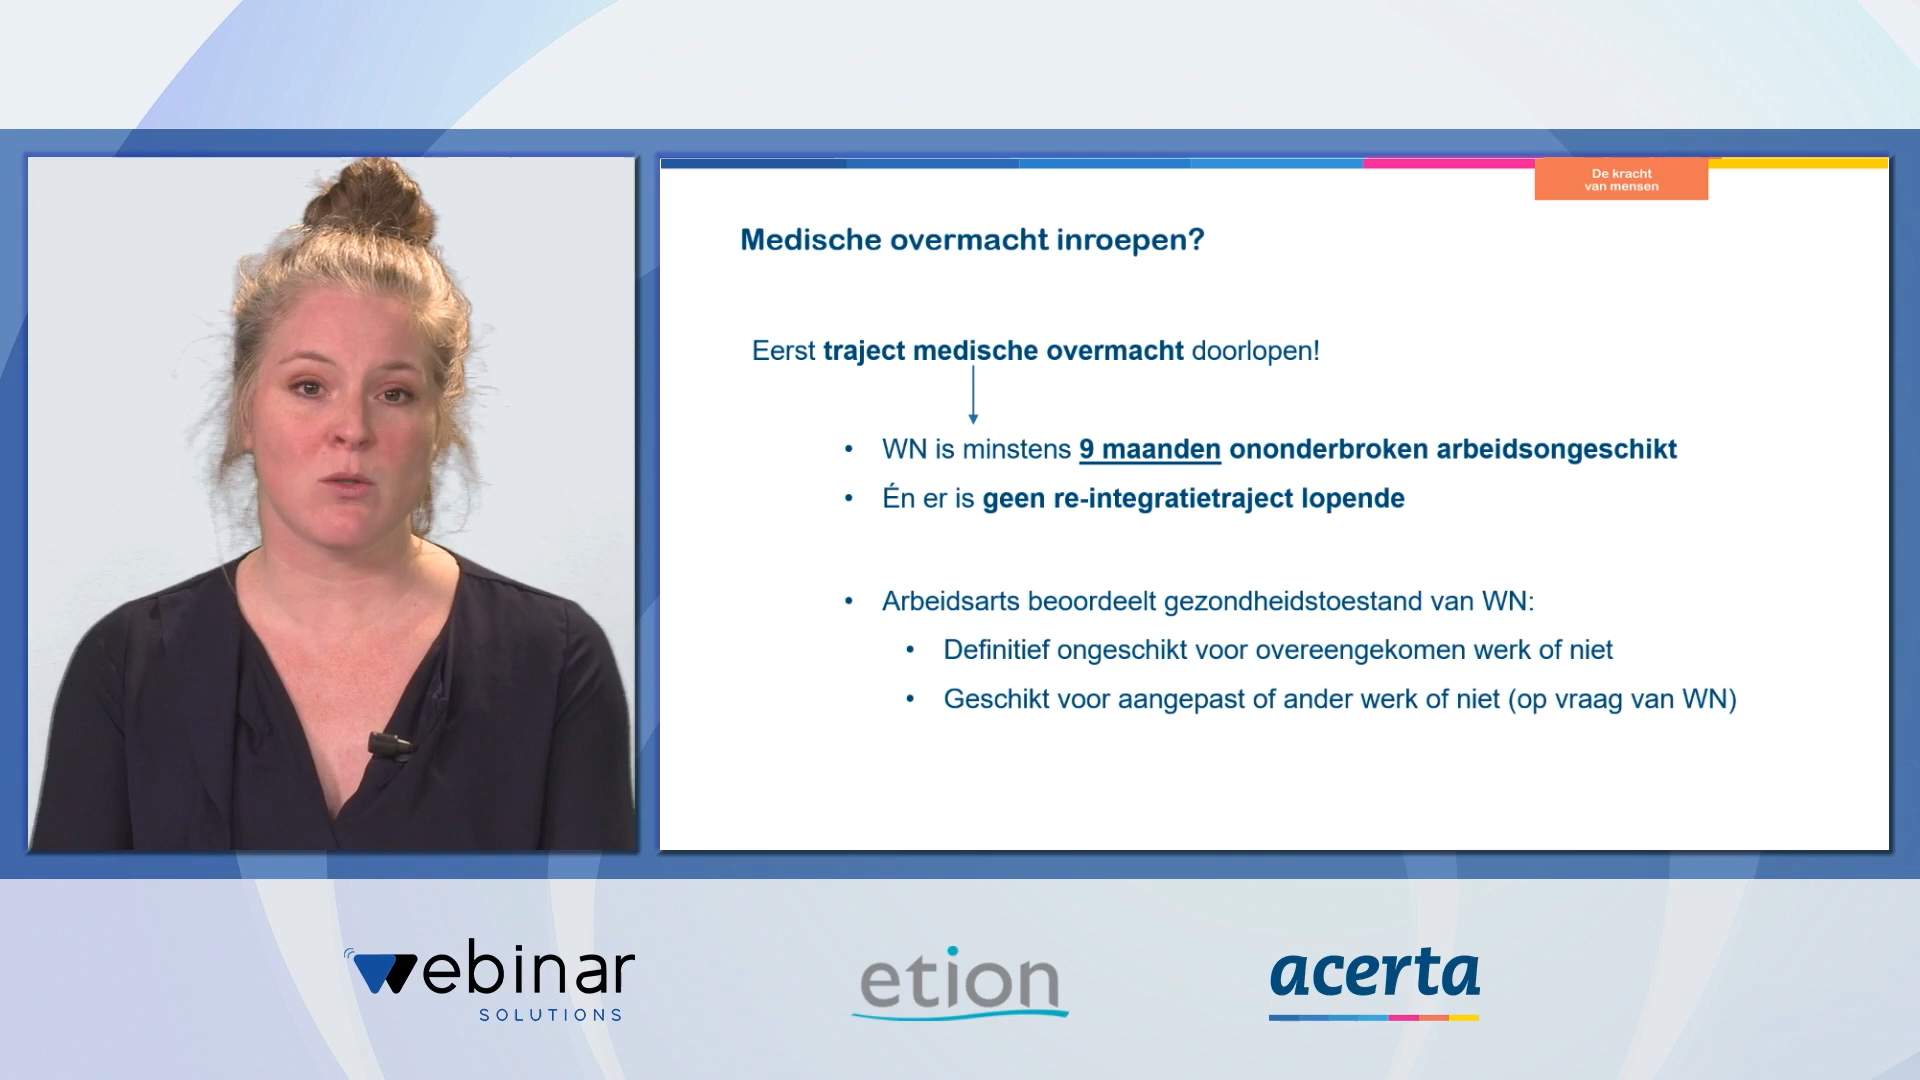 De kracht
van mensen
Medische overmacht inroepen?
Eerst traject medische overmacht doorlopen!
• WN is minstens 9 maanden ononderbroken arbeidsongeschikt
• Én er is geen re-integratietraject lopende
• Arbeidsarts beoordeelt gezondheidstoestand van WN:
• Definitief ongeschikt voor overeengekomen werk of niet
• Geschikt voor aangepast of ander werk of niet (op vraag van WN)
webinar
SOLUTIONS
etion
acerta